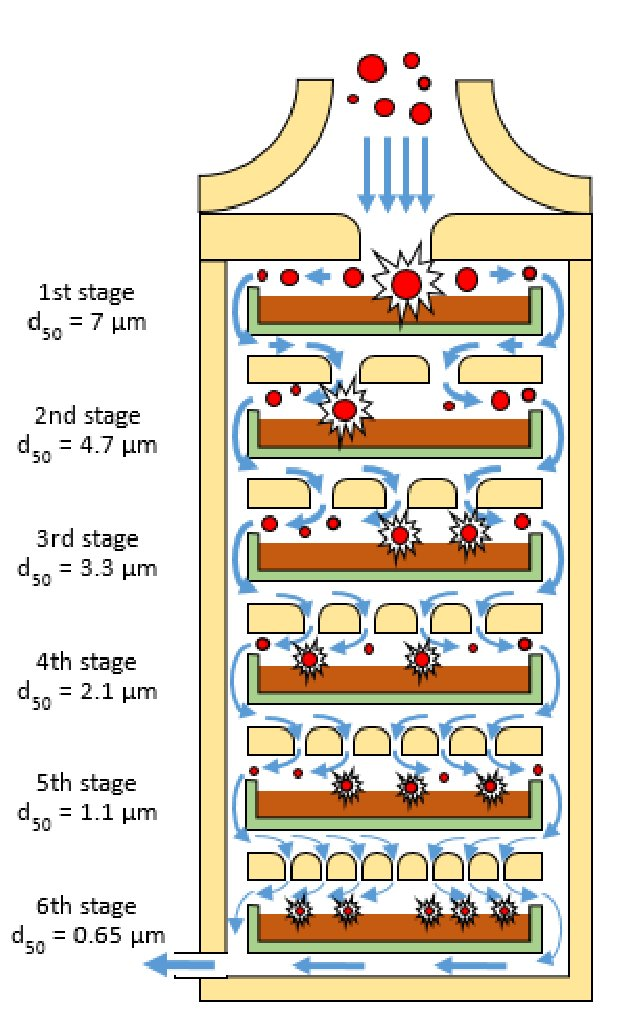 1st stage
d50 = 7 µm
2nd stage
d50 = 4.7 µm
3rd stage
d50 = 3.3 µm
4th stage
d50 = 2.1 µm
5th stage
d50 = 1.1 µm
6th stage
d50 = 0.65 µm